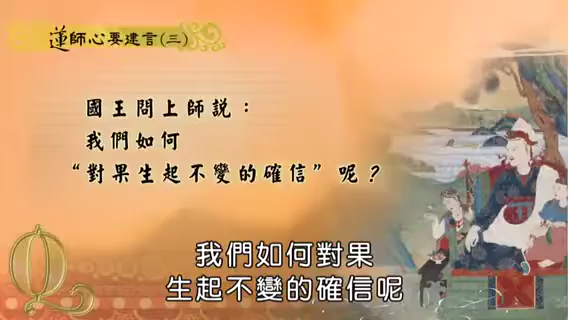 蓮師心要建言(三)
國王問上師説：
我們如何
“對果生起不變的確信”呢？
Q
我們如何對果
生起不變的確信呢